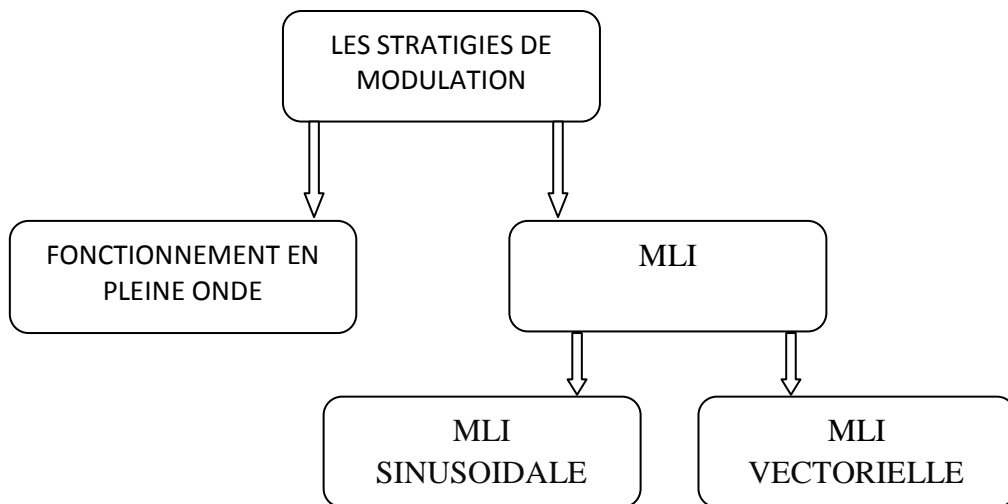 LES STRATIGIES DE
MODULATION
FONCTIONNEMENT EN
PLEINE ONDE
MLI
MLI
SINUSOIDALE
MLI
VECTORIELLE